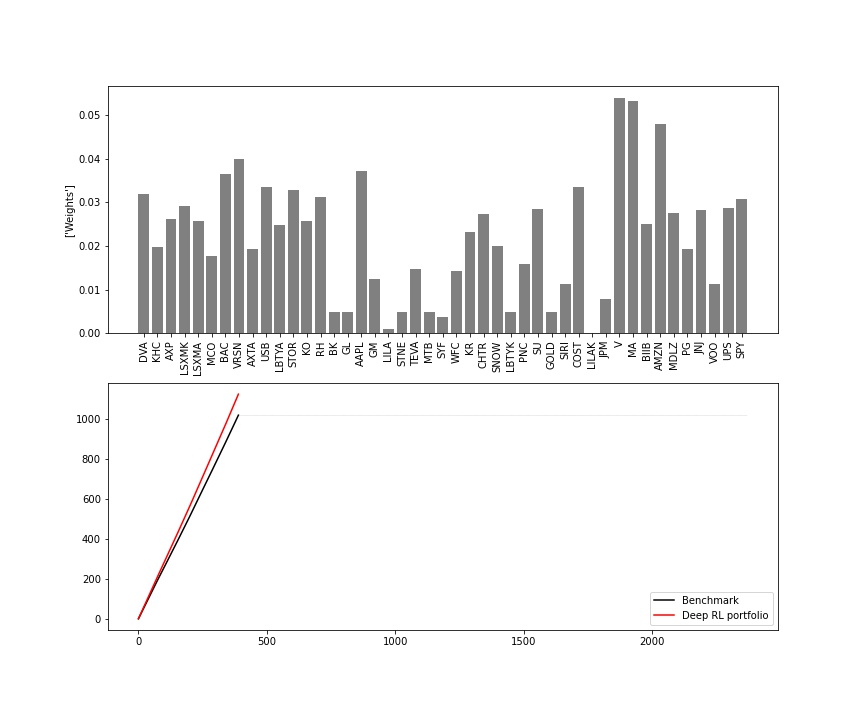 0.05
0.04
0.03
0.02
0.01
0.00
['Weights']
DVA
KHC
AXP
LSXMK
LSXMA
MCO
BAC
VRSN
AXTA
USB
LBTYA
STOR
KO
RH
BK
GL
AAPL
GM
LILA
STNE
TEVA
MTB
SYF
WFC
KR
CHTR
SNOW
LBTYK
PNC
SU
GOLD
SIRI
COST
LILAK
JPM
V
MA
BIIB
AMZN
MDLZ
PG
JNJ
VOO
UPS
SPY
1000
800
600
400
200
0
Benchmark
Deep RL portfolio
0
500
1000
1500
2000